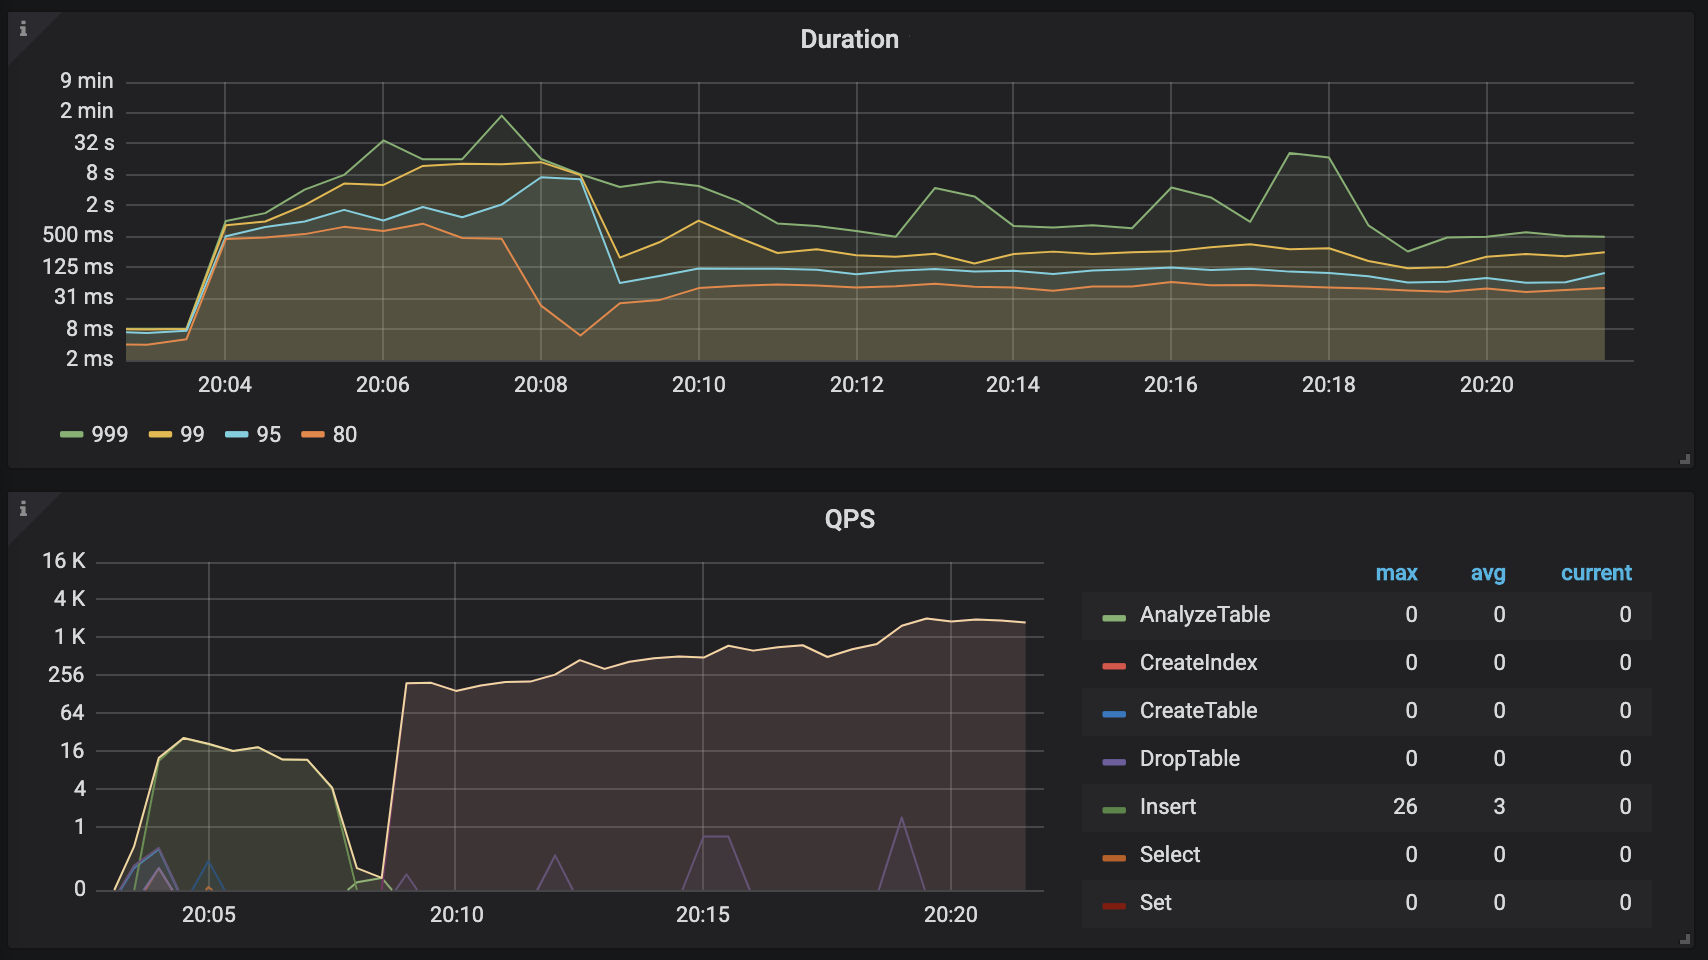 Duration
9 min
2 min
32 s
8 s
2 s
500 ms
125 ms
31 ms
8 ms
2 ms
20:04 20:06 20:08 20:10 20:12 20:14 20:16 20:18 20:20
999 99 95 80
QPS
16 K
4 K
1 K
256
64
16
4
1
0
20:05 20:10 20:15 20:20
max avg current
AnalyzeTable 0 0 0
CreateIndex 0 0 0
CreateTable 0 0 0
DropTable 0 0 0
Insert 26 3 0
Select 0 0 0
Set 0 0 0